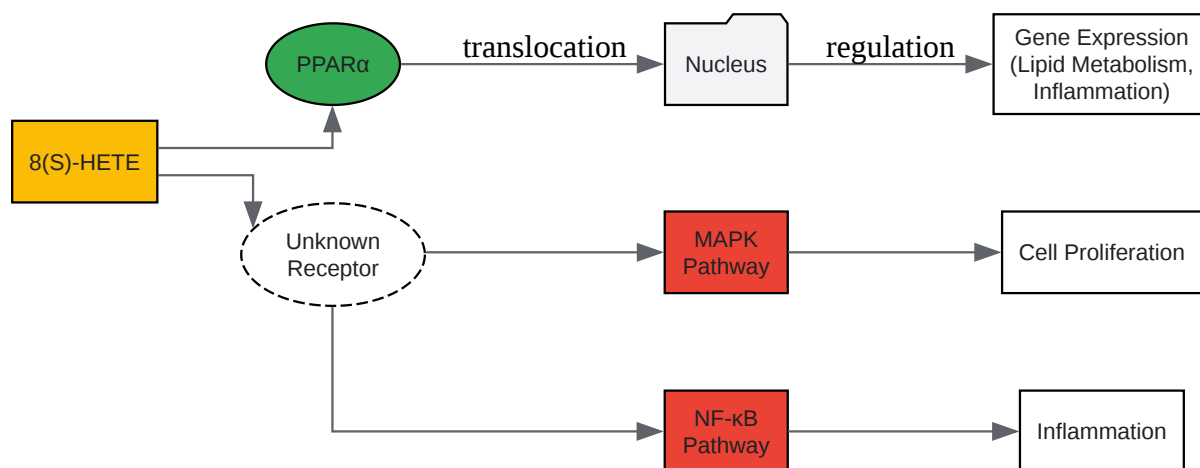 PPARα
translocation
Nucleus
regulation
Gene Expression
(Lipid Metabolism,
Inflammation)
8(S)-HETE
Unknown
Receptor
MAPK
Pathway
Cell Proliferation
NF-κB
Pathway
Inflammation